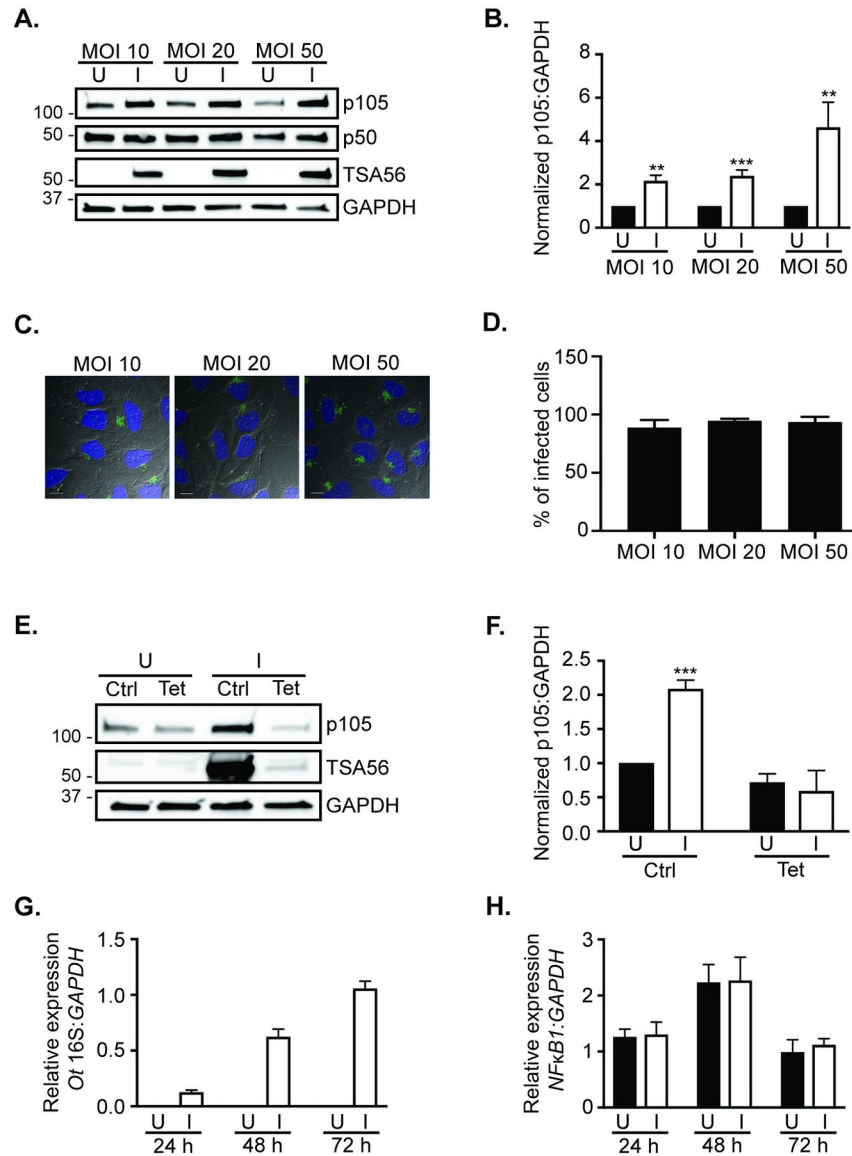 A.
MOI 10 MOI 20 MOI 50
U I U I U I
100 - p105
50 - p50
50 - TSA56
37 - GAPDH
B.
Normalized p105:GAPDH
8
6
4
2
0
** *** **
U I U I U I
MOI 10 MOI 20 MOI 50
C.
MOI 10 MOI 20 MOI 50
D.
% of infected cells
150
100
50
0
MOI 10 MOI 20 MOI 50
E.
U I
Ctrl Tet Ctrl Tet
100 - p105
50 - TSA56
37 - GAPDH
F.
Normalized p105:GAPDH
2.5
2.0
1.5
1.0
0.5
0.0
***
U I U I
Ctrl Tet
G.
Relative expression
Ot 16S:GAPDH
1.5
1.0
0.5
0.0
U I U I U I
24 h 48 h 72 h
H.
Relative expression
NFκB1:GAPDH
3
2
1
0
U I U I U I
24 h 48 h 72 h